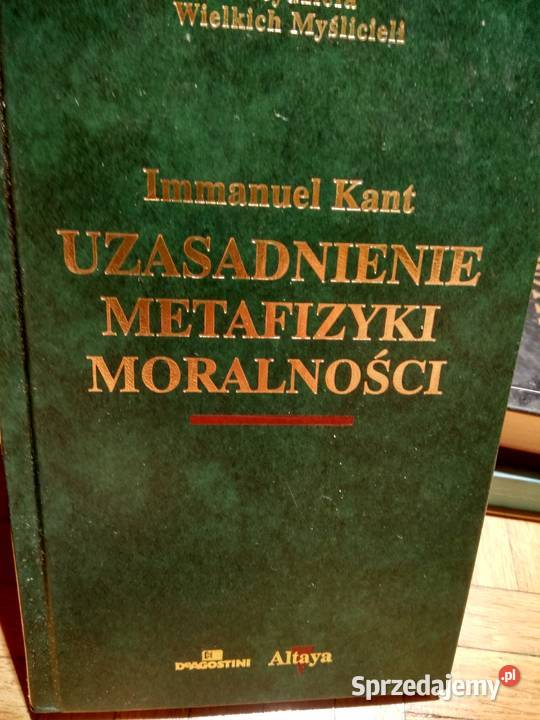 Wielkich Myślicieli
Immanuel Kant
UZASADNIENIE
METAFIZYKI
MORALNOŚCI
DEAGOSTINI Altaya
Sprzedajemy.pl